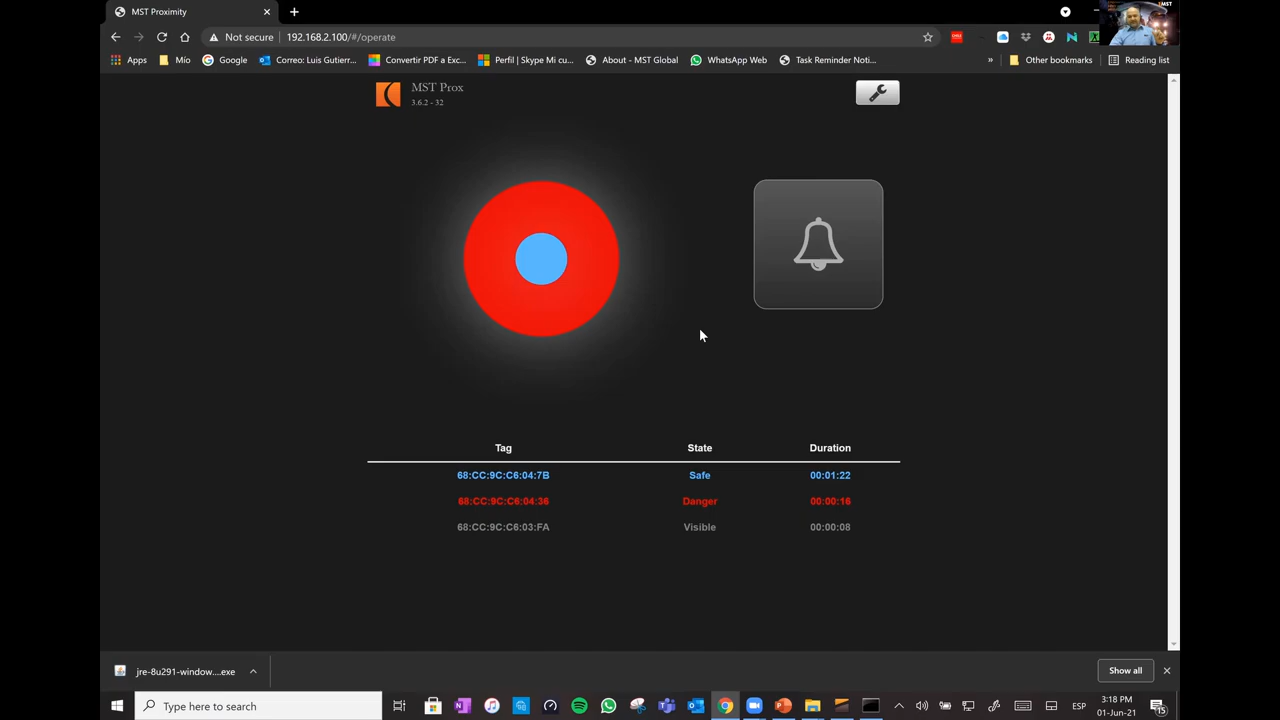 MST Proximity
MST
Not secure
192.168.2.100/#/operate
Apps
Mío
Google
Correo: Luis Gutierr...
Convertir PDF a Exc...
Perfil | Skype Mi cu...
About - MST Global
WhatsApp Web
Task Reminder Noti...
»
Other bookmarks
Reading list
MST Prox
3.6.2 - 32
Tag State Duration
68:CC:9C:C6:04:7B Safe 00:01:22
68:CC:9C:C6:04:36 Danger 00:00:16
68:CC:9C:C6:03:FA Visible 00:00:08
jre-8u291-window....exe
Show all
Type here to search
ESP
3:18 PM
01-Jun-21
15